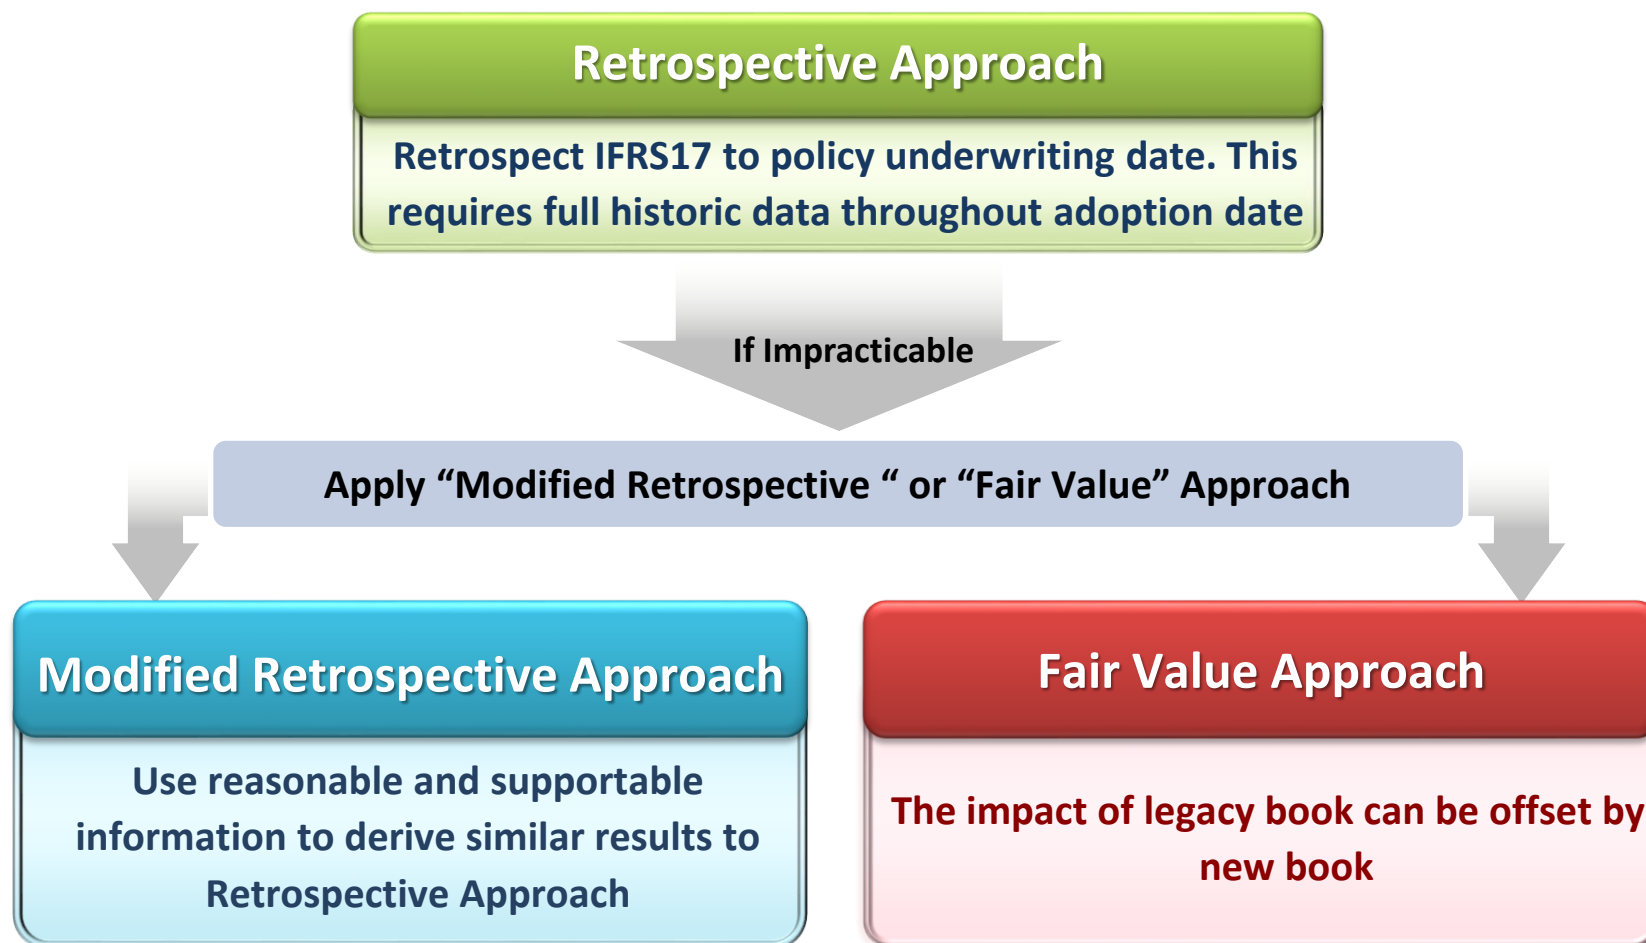 Retrospective Approach
Retrospect IFRS17 to policy underwriting date. This
requires full historic data throughout adoption date
If Impracticable
Apply “Modified Retrospective “ or “Fair Value” Approach
Modified Retrospective Approach
Use reasonable and supportable
information to derive similar results to
Retrospective Approach
Fair Value Approach
The impact of legacy book can be offset by
new book